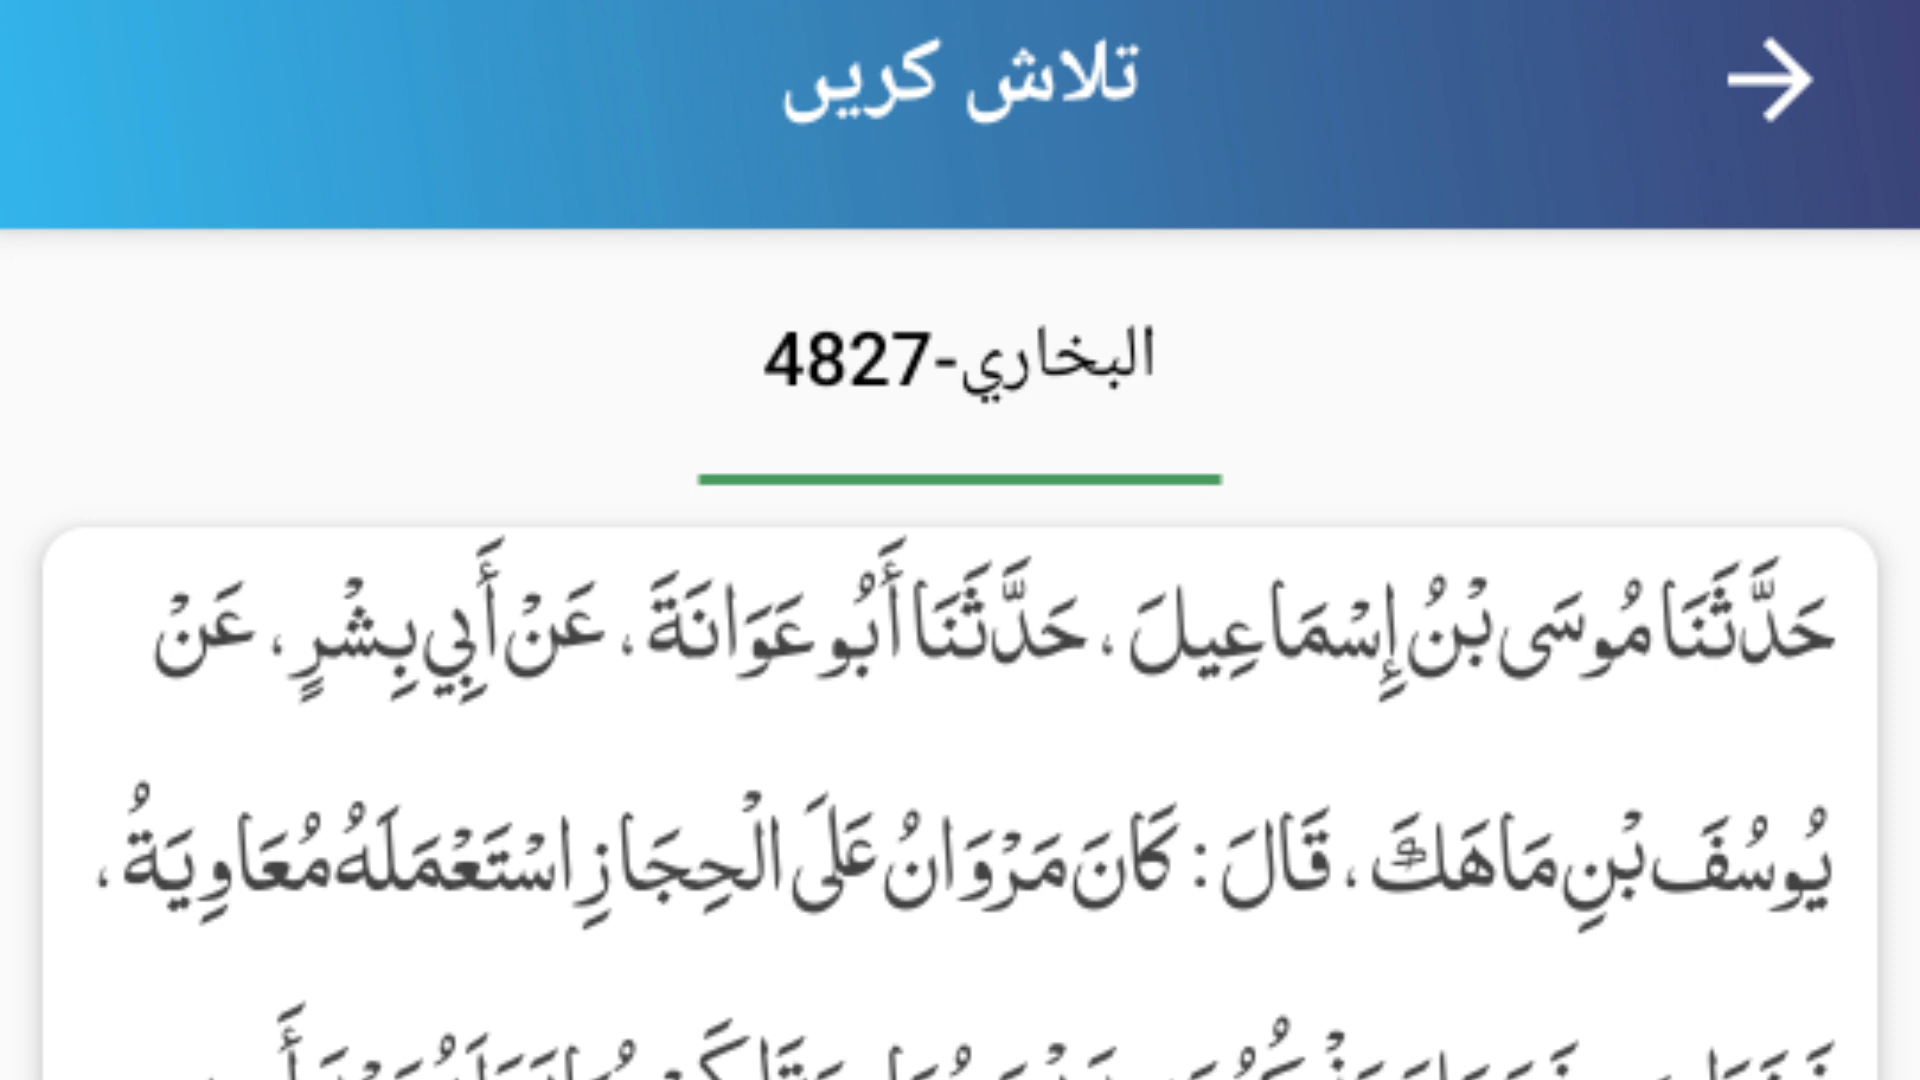 تلاش کریں
البخاري-4827
حَدَّثَنَا مُوسَى بْنُ إِسْمَاعِيلَ، حَدَّثَنَا أَبُو عَوَانَةَ، عَنْ أَبِي بِشْرٍ، عَنْ
يُوسُفَ بْنِ مَاهَكَ، قَالَ: كَانَ مَرْوَانُ عَلَى الْحِجَازِ اسْتَعْمَلَهُ مُعَاوِيَةُ،